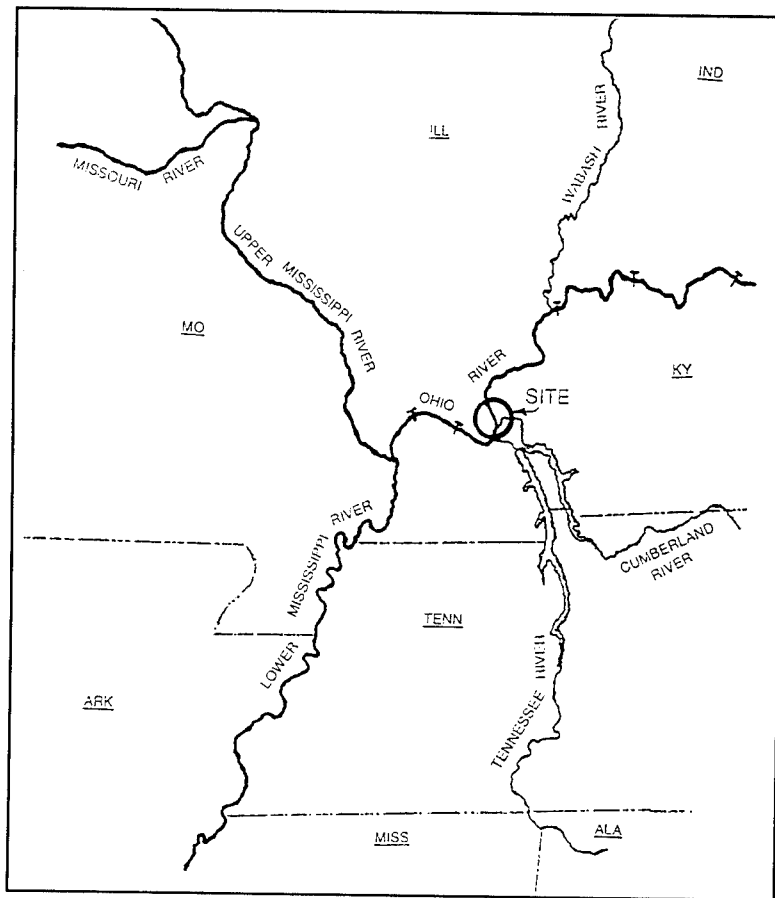 IND
ILL
WABASH RIVER
MISSOURI RIVER
UPPER MISSISSIPPI RIVER
MO
RIVER
KY
OHIO
SITE
LOWER MISSISSIPPI RIVER
CUMBERLAND
RIVER
TENN
TENNESSEE RIVER
ARK
MISS
ALA